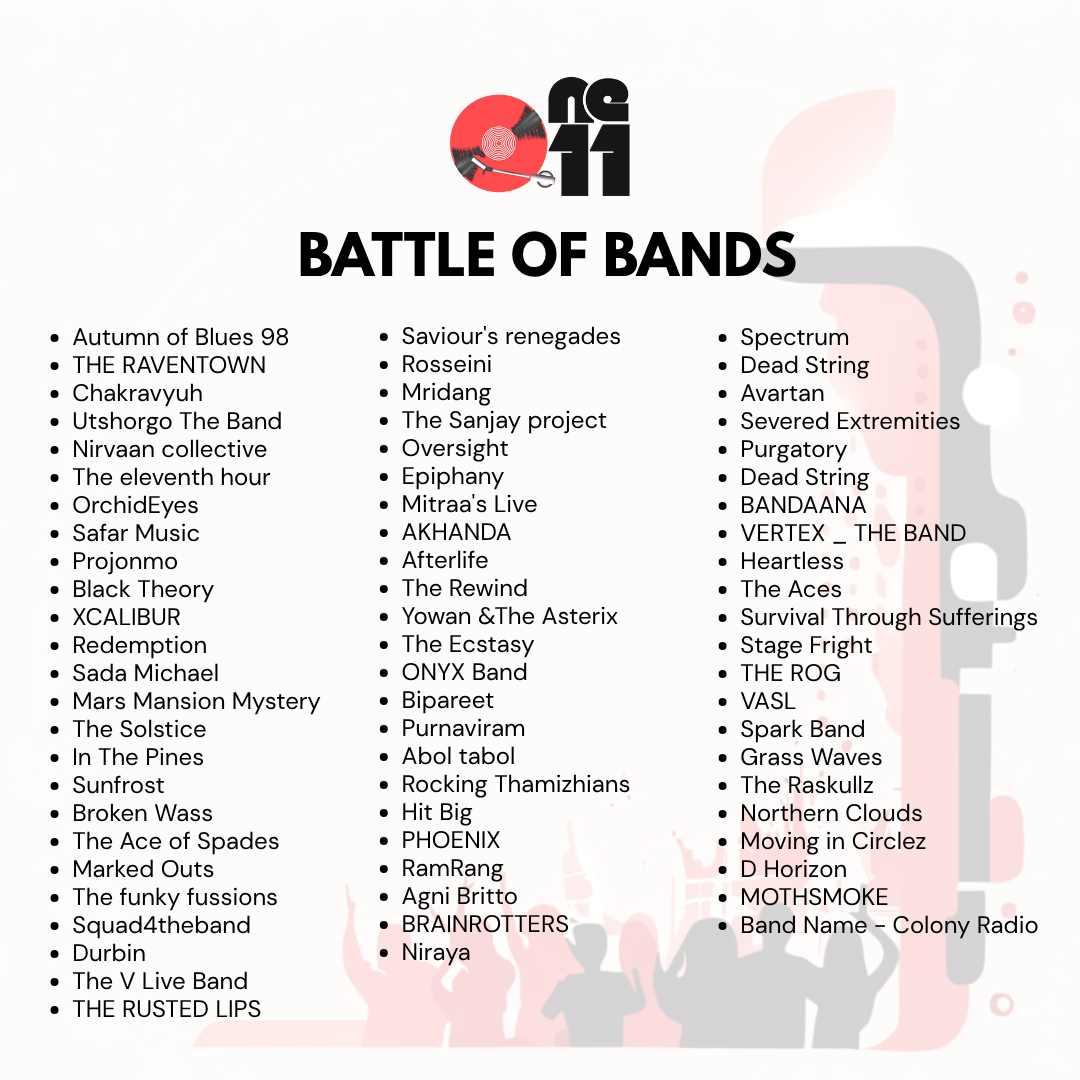 ne
11
BATTLE OF BANDS
• Autumn of Blues 98
• THE RAVENTOWN
• Chakravyuh
• Utshorgo The Band
• Nirvaan collective
• The eleventh hour
• OrchidEyes
• Safar Music
• Projonmo
• Black Theory
• XCALIBUR
• Redemption
• Sada Michael
• Mars Mansion Mystery
• The Solstice
• In The Pines
• Sunfrost
• Broken Wass
• The Ace of Spades
• Marked Outs
• The funky fussions
• Squad4theband
• Durbin
• The V Live Band
• THE RUSTED LIPS
• Saviour's renegades
• Rosseini
• Mridang
• The Sanjay project
• Oversight
• Epiphany
• Mitraa's Live
• AKHANDA
• Afterlife
• The Rewind
• Yowan &The Asterix
• The Ecstasy
• ONYX Band
• Bipareet
• Purnaviram
• Abol tabol
• Rocking Thamizhians
• Hit Big
• PHOENIX
• RamRang
• Agni Britto
• BRAINROTTERS
• Niraya
• Spectrum
• Dead String
• Avartan
• Severed Extremities
• Purgatory
• Dead String
• BANDAANA
• VERTEX _ THE BAND
• Heartless
• The Aces
• Survival Through Sufferings
• Stage Fright
• THE ROG
• VASL
• Spark Band
• Grass Waves
• The Raskullz
• Northern Clouds
• Moving in Circlez
• D Horizon
• MOTHSMOKE
• Band Name - Colony Radio